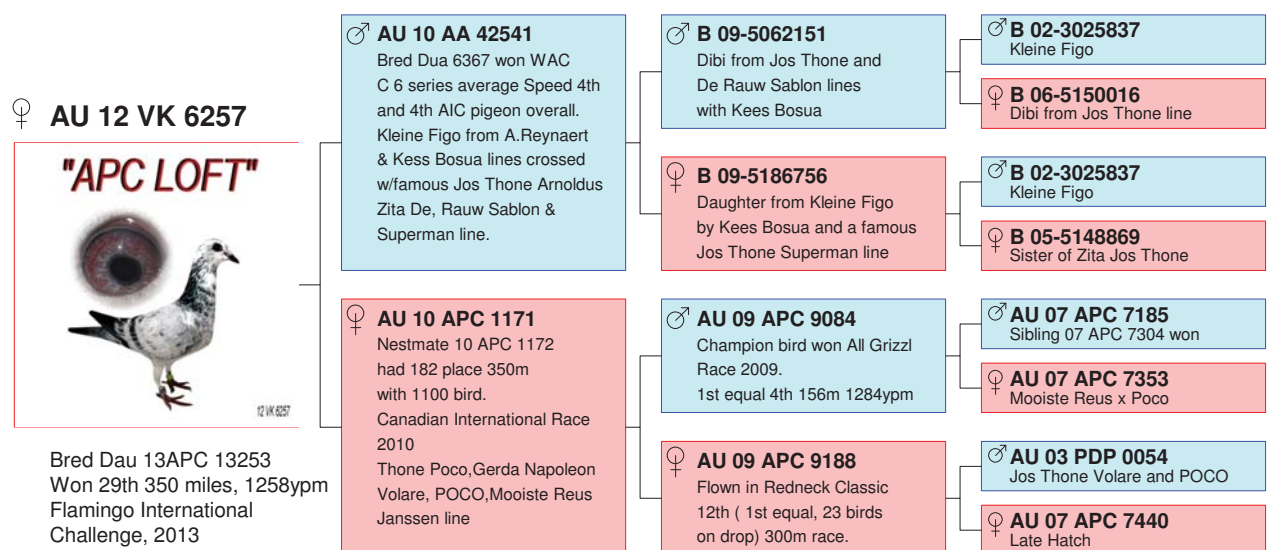 AU 12 VK 6257
"APC LOFT"
12 VK 6257
Bred Dau 13APC 13253
Won 29th 350 miles, 1258ypm
Flamingo International
Challenge, 2013
AU 10 AA 42541
Bred Dua 6367 won WAC
C 6 series average Speed 4th
and 4th AIC pigeon overall.
Kleine Figo from A.Reynaert
& Kess Bosua lines crossed
w/famous Jos Thone Arnoldus
Zita De, Rauw Sablon &
Superman line.
AU 10 APC 1171
Nestmate 10 APC 1172
had 182 place 350m
with 1100 bird.
Canadian International Race
2010
Thone Poco,Gerda Napoleon
Volare, POCO,Mooiste Reus
Janssen line
B 09-5062151
Dibi from Jos Thone and
De Rauw Sablon lines
with Kees Bosua
B 09-5186756
Daughter from Kleine Figo
by Kees Bosua and a famous
Jos Thone Superman line
AU 09 APC 9084
Champion bird won All Grizzl
Race 2009.
1st equal 4th 156m 1284ypm
AU 09 APC 9188
Flown in Redneck Classic
12th ( 1st equal, 23 birds
on drop) 300m race.
B 02-3025837
Kleine Figo
B 06-5150016
Dibi from Jos Thone line
B 02-3025837
Kleine Figo
B 05-5148869
Sister of Zita Jos Thone
AU 07 APC 7185
Sibling 07 APC 7304 won
AU 07 APC 7353
Mooiste Reus x Poco
AU 03 PDP 0054
Jos Thone Volare and POCO
AU 07 APC 7440
Late Hatch